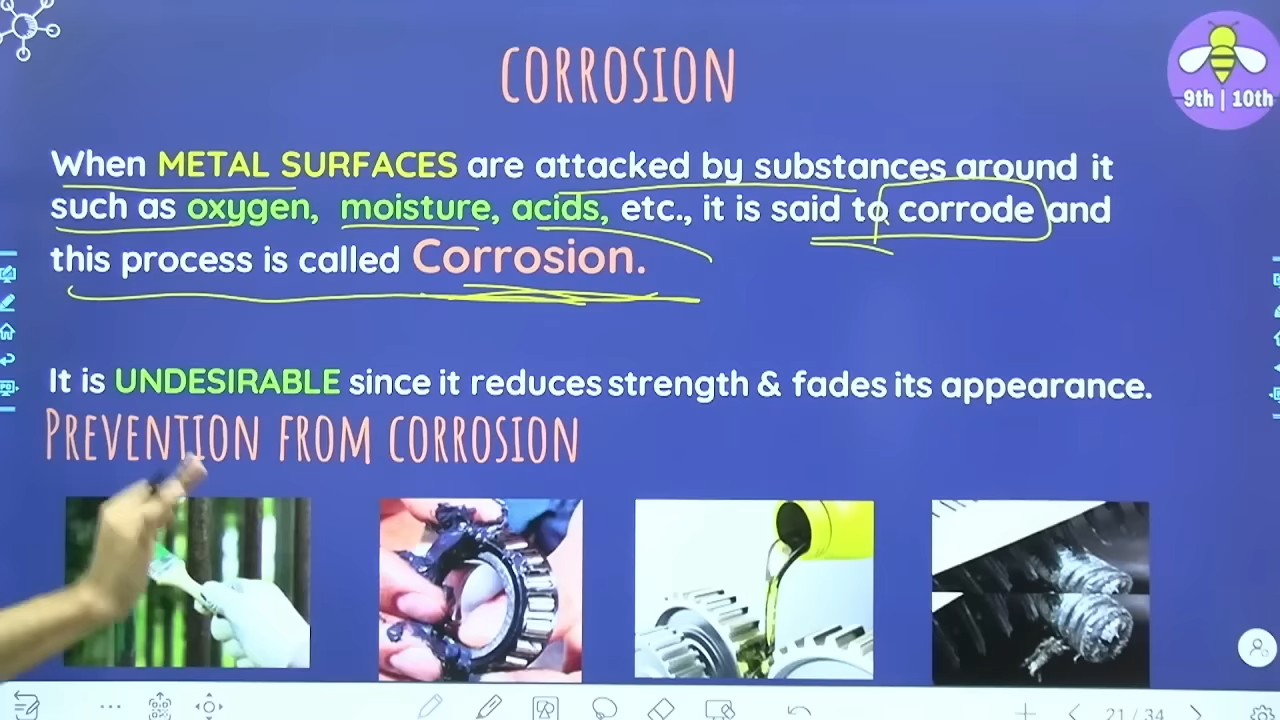 CORROSION
9th | 10th
When METAL SURFACES are attacked by substances around it
such as oxygen, moisture, acids, etc., it is said to corrode and
this process is called Corrosion.
It is UNDESIRABLE since it reduces strength & fades its appearance.
PREVENTION FROM CORROSION
21 / 34